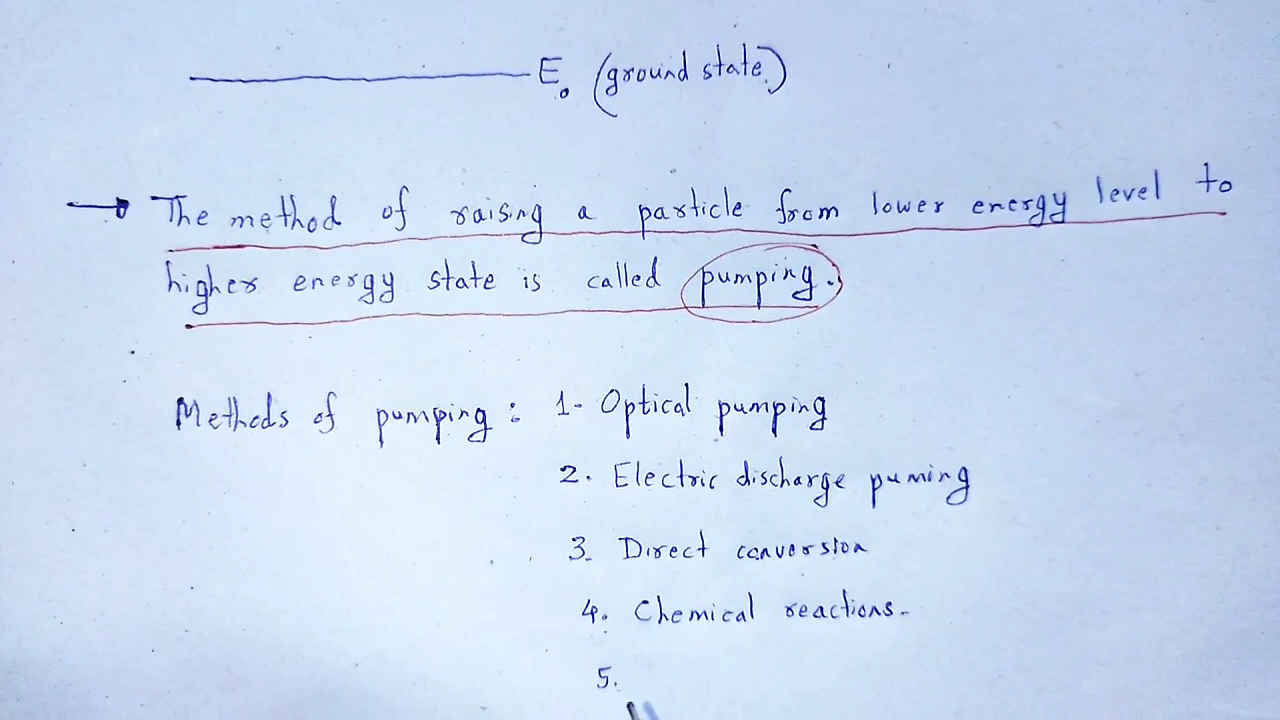 E₀ (ground state)
The method of raising a particle from lower energy level to
higher energy state is called pumping.
Methods of pumping : 1- Optical pumping
2. Electric discharge puming
3. Direct conversion
4. Chemical reactions-
5.